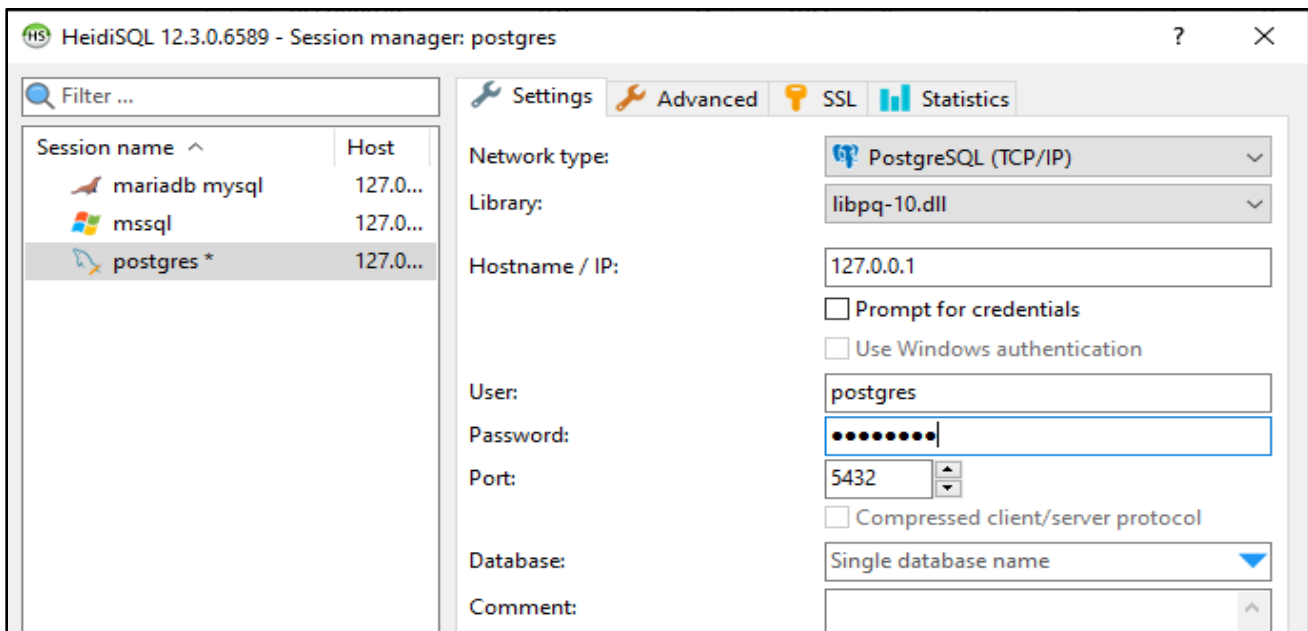 HS HeidiSQL 12.3.0.6589 - Session manager: postgres ?
Filter ...
Session name Host
mariadb mysql 127.0...
mssql 127.0...
postgres * 127.0...
Settings Advanced SSL Statistics
Network type: PostgreSQL (TCP/IP)
Library: libpq-10.dll
Hostname / IP: 127.0.0.1
Prompt for credentials
Use Windows authentication
User: postgres
Password: ●●●●●●●●
Port: 5432
Compressed client/server protocol
Database: Single database name
Comment: